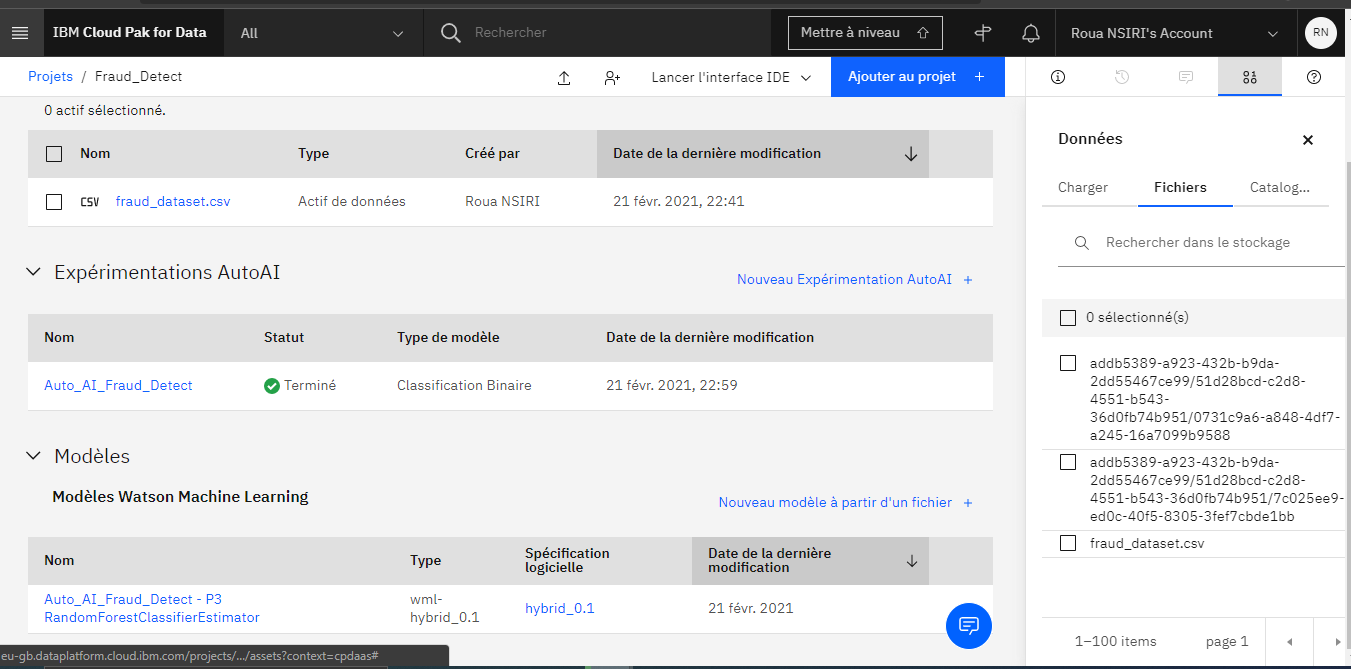 IBM Cloud Pak for Data
All
Rechercher
Mettre à niveau
Roua NSIRI's Account
RN
Projets / Fraud_Detect
Lancer l'interface IDE
Ajouter au projet +
0 actif sélectionné.
Nom Type Créé par Date de la dernière modification
CSV fraud_dataset.csv Actif de données Roua NSIRI 21 févr. 2021, 22:41
Expérimentations AutoAI
Nouveau Expérimentation AutoAI +
Nom Statut Type de modèle Date de la dernière modification
Auto_AI_Fraud_Detect Terminé Classification Binaire 21 févr. 2021, 22:59
Modèles
Modèles Watson Machine Learning
Nouveau modèle à partir d'un fichier +
Nom Type Spécification logicielle Date de la dernière modification
Auto_AI_Fraud_Detect - P3
RandomForestClassifierEstimator
wml-
hybrid_0.1
hybrid_0.1
21 févr. 2021
eu-gb.dataplatform.cloud.ibm.com/projects/.../assets?context=cpdaas#
Données
Charger Fichiers Catalog...
Rechercher dans le stockage
0 sélectionné(s)
addb5389-a923-432b-b9da-
2dd55467ce99/51d28bcd-c2d8-
4551-b543-
36d0fb74b951/0731c9a6-a848-4df7-
a245-16a7099b9588
addb5389-a923-432b-b9da-
2dd55467ce99/51d28bcd-c2d8-
4551-b543-36d0fb74b951/7c025ee9-
ed0c-40f5-8305-3fef7cbde1bb
fraud_dataset.csv
1–100 items page 1